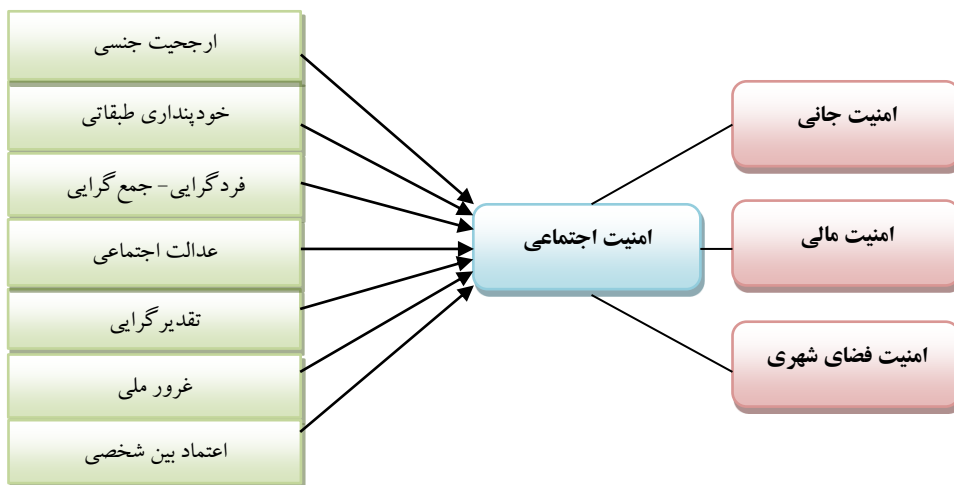 ارجحیت جنسی
خودپنداری طبقاتی
فردگرایی- جمع‌گرایی
عدالت اجتماعی
تقدیرگرایی
غرور ملی
اعتماد بین شخصی
امنیت اجتماعی
امنیت جانی
امنیت مالی
امنیت فضای شهری